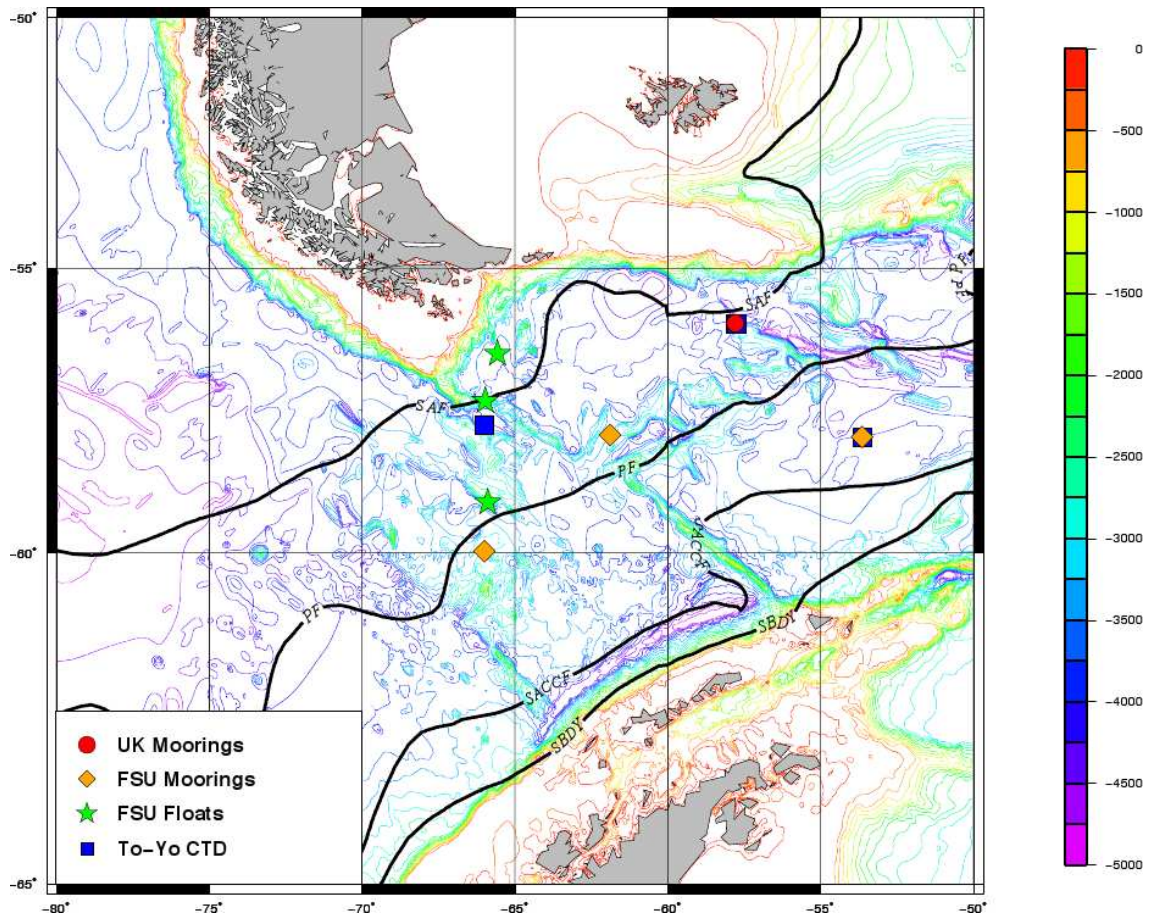 -50°
-55°
-60°
-65°
-80°
-75°
-70°
-65°
-60°
-55°
-50°
SAF
PF
PF
SAF
PF
PF
SACCF
SACCF
SBDY
SBDY
UK Moorings
FSU Moorings
FSU Floats
To-Yo CTD
0
-500
-1000
-1500
-2000
-2500
-3000
-3500
-4000
-4500
-5000